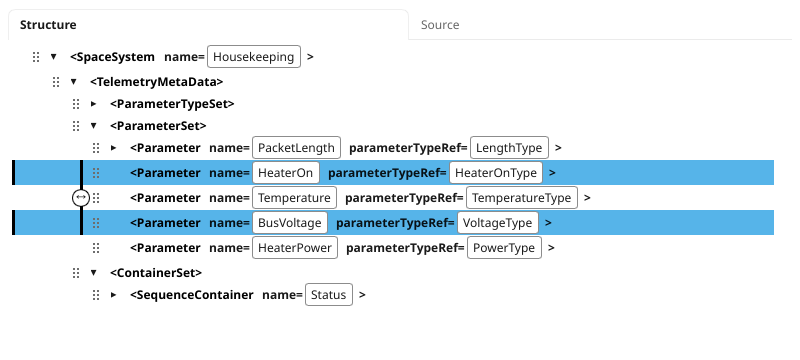 Structure Source
<SpaceSystem name= Housekeeping >
<TelemetryMetaData>
<ParameterTypeSet>
<ParameterSet>
<Parameter name= PacketLength parameterTypeRef= LengthType >
<Parameter name= HeaterOn parameterTypeRef= HeaterOnType >
<Parameter name= Temperature parameterTypeRef= TemperatureType >
<Parameter name= BusVoltage parameterTypeRef= VoltageType >
<Parameter name= HeaterPower parameterTypeRef= PowerType >
<ContainerSet>
<SequenceContainer name= Status >